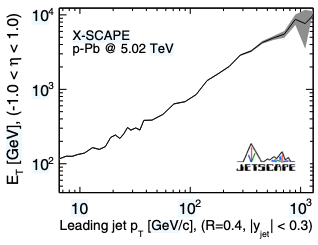 10⁴
X-SCAPE
p-Pb @ 5.02 TeV
E_T [GeV], (-1.0 < η < 1.0)
10³
10²
JETSCAPE
10 10² 10³
Leading jet p_T [GeV/c], (R=0.4, |y_jet| < 0.3)